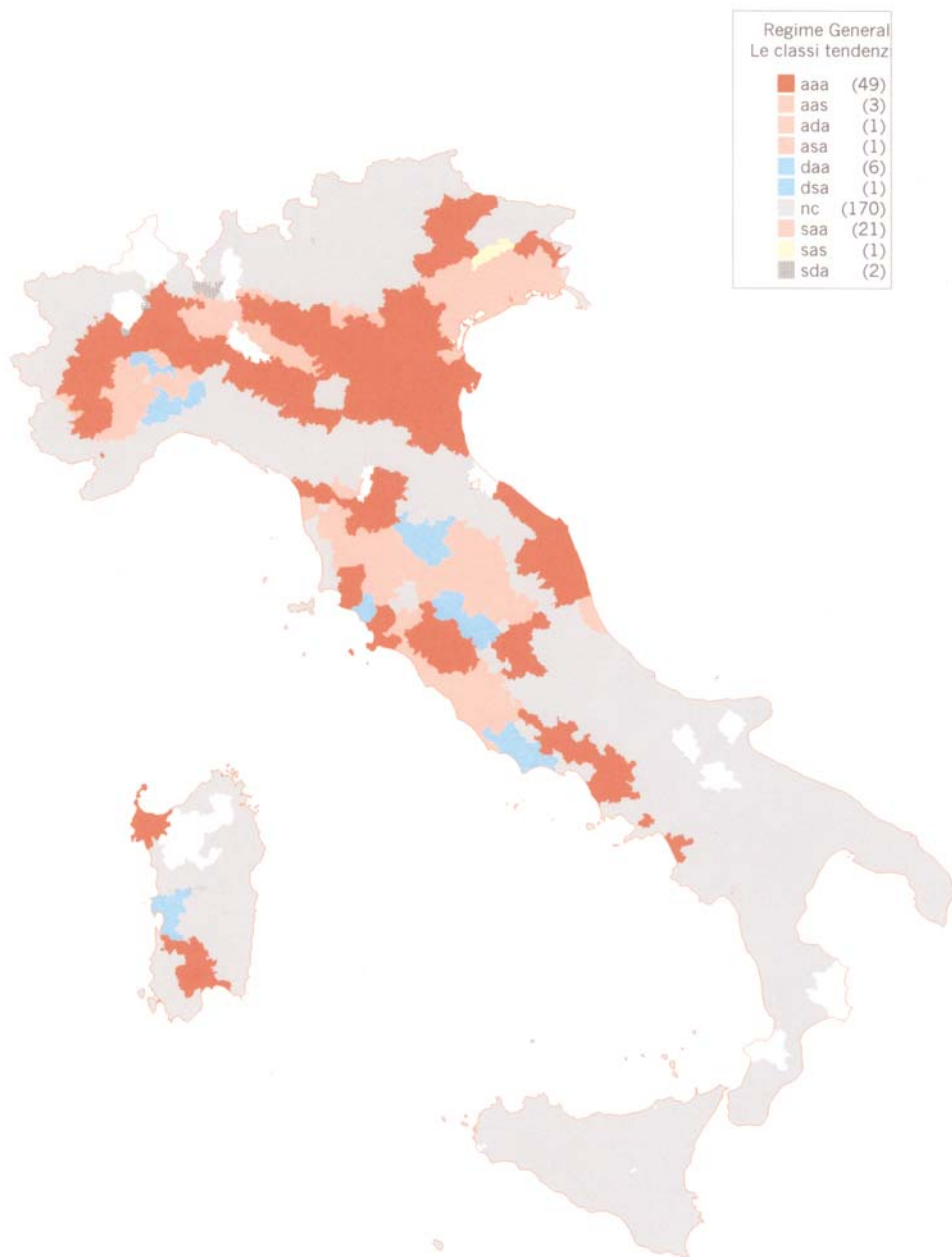 Regime General
Le classi tendenz
aaa (49)
aas (3)
ada (1)
asa (1)
daa (6)
dsa (1)
nc (170)
saa (21)
sas (1)
sda (2)